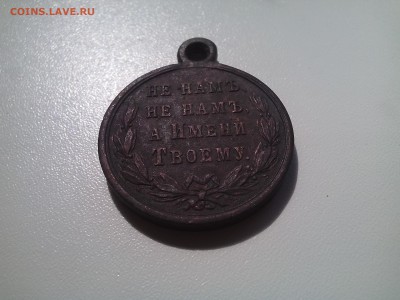 COINS.LAVE.RU
НЕ НАМЪ
НЕ НАМЪ,
А ИМЕНИ
ТВОЕМУ.